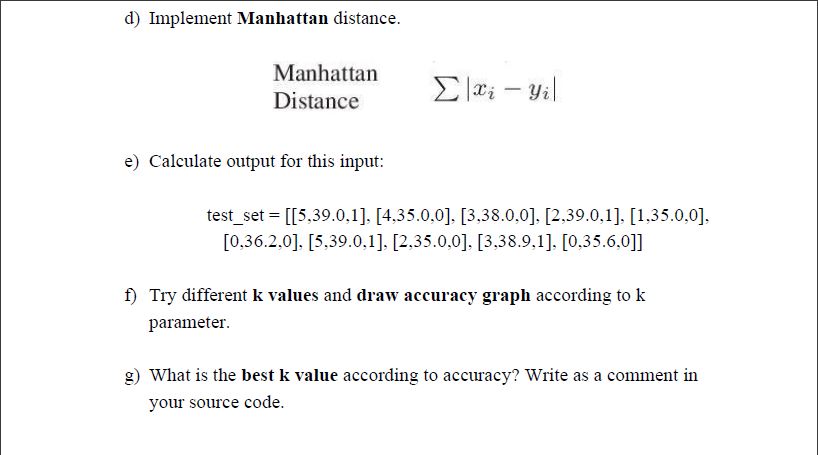 d) Implement Manhattan distance.
Manhattan
Distance
∑|xᵢ − yᵢ|
e) Calculate output for this input:
test_set = [[5,39.0,1], [4,35.0,0], [3,38.0,0], [2,39.0,1], [1,35.0,0],
[0,36.2,0], [5,39.0,1], [2,35.0,0], [3,38.9,1], [0,35.6,0]]
f) Try different k values and draw accuracy graph according to k
parameter.
g) What is the best k value according to accuracy? Write as a comment in
your source code.